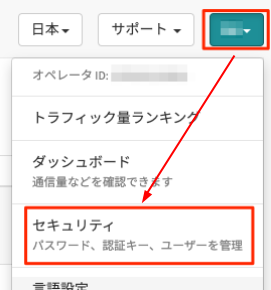 日本
サポート
オペレータ ID:
トラフィック量ランキング
ダッシュボード
通信量などを確認できます
セキュリティ
パスワード、認証キー、ユーザーを管理
言語設定